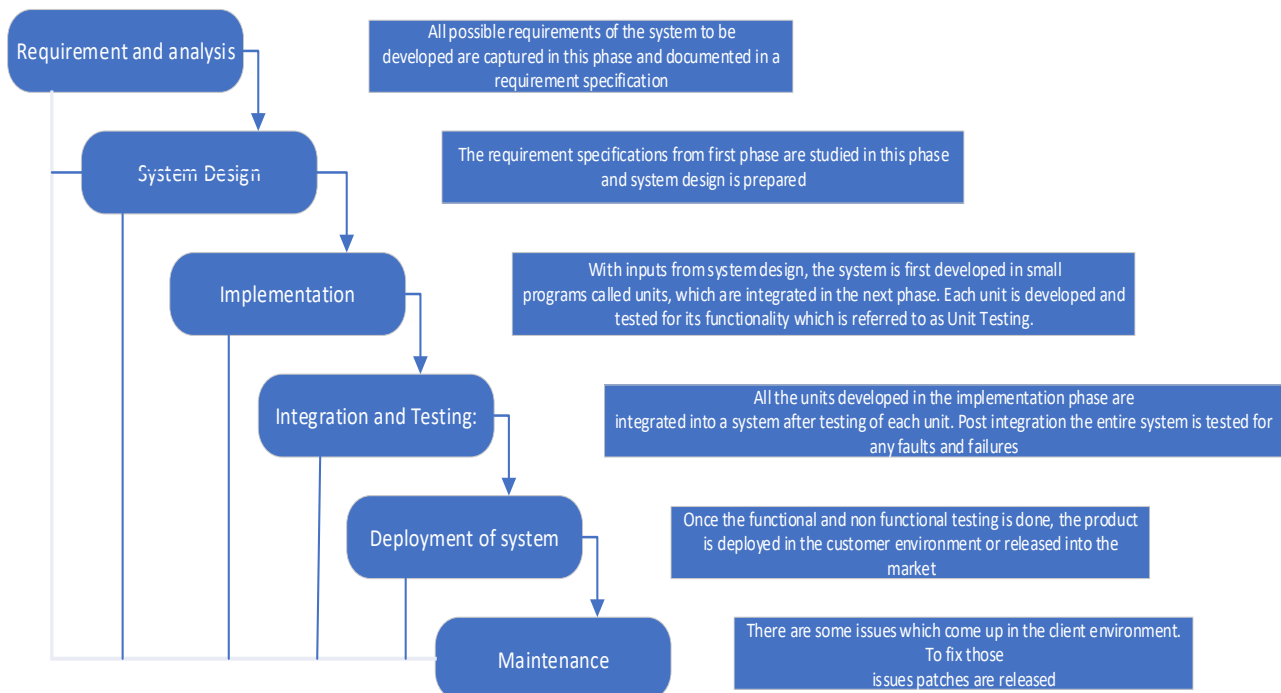 Requirement and analysis
All possible requirements of the system to be
developed are captured in this phase and documented in a
requirement specification
System Design
The requirement specifications from first phase are studied in this phase
and system design is prepared
Implementation
With inputs from system design, the system is first developed in small
programs called units, which are integrated in the next phase. Each unit is developed and
tested for its functionality which is referred to as Unit Testing.
Integration and Testing:
All the units developed in the implementation phase are
integrated into a system after testing of each unit. Post integration the entire system is tested for
any faults and failures
Deployment of system
Once the functional and non functional testing is done, the product
is deployed in the customer environment or released into the
market
Maintenance
There are some issues which come up in the client environment.
To fix those
issues patches are released